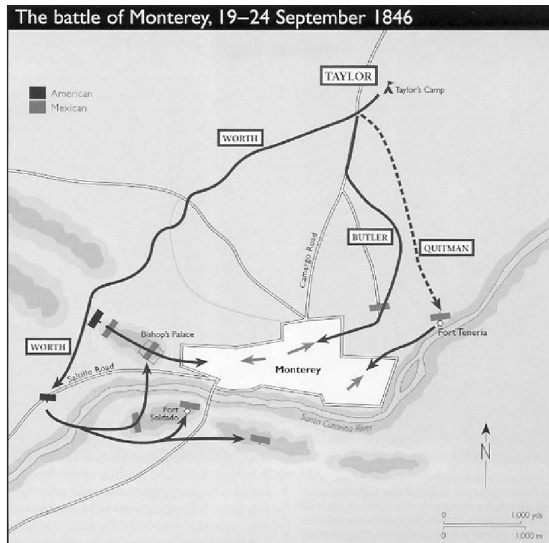 The battle of Monterey, 19–24 September 1846
TAYLOR
Taylor's Camp
American
Mexican
WORTH
Camargo Road
BUTLER
QUITMAN
Fort Teneria
Bishop's Palace
WORTH
Saltillo Road
Monterey
Fort
Soldado
Santa Catarina River
N
0 1,000 yds
0 1,000 m